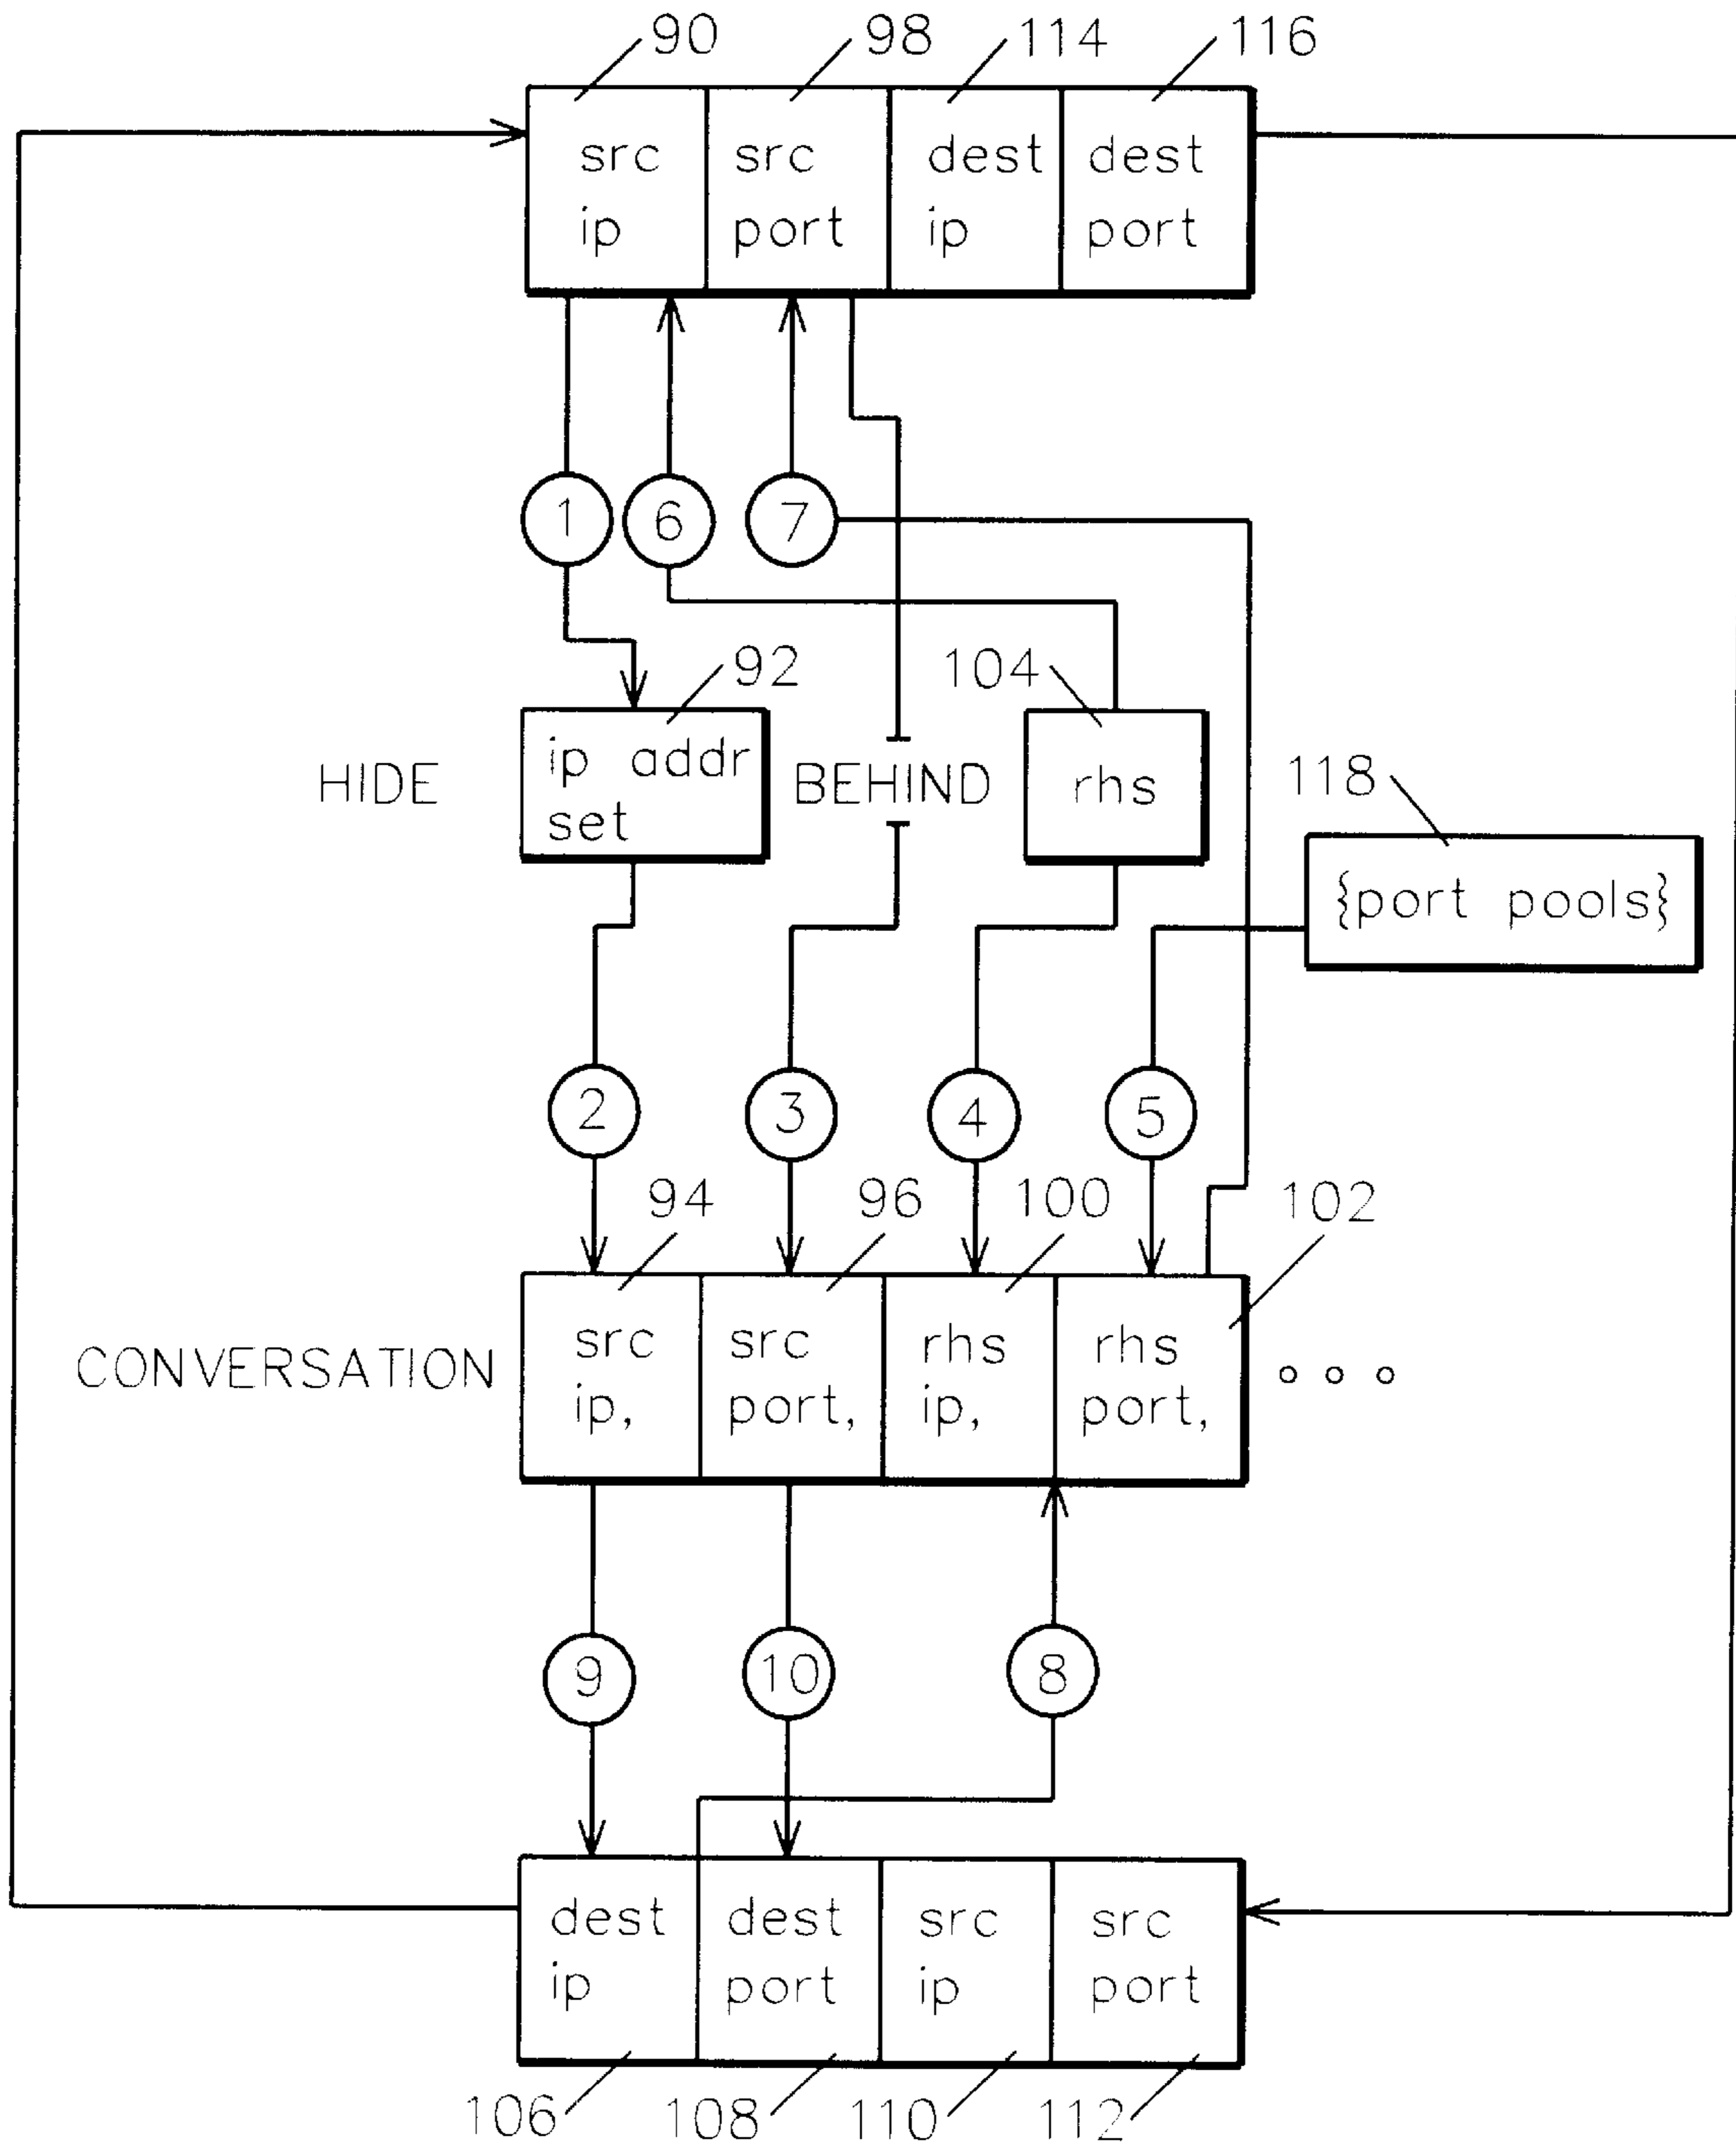 90 98 114 116
src src dest dest
ip port ip port
1 6 7
92 104
HIDE ip addr BEHIND rhs
set
118
{port pools}
2 3 4 5
94 96 100 102
CONVERSATION src src rhs rhs
ip, port, ip, port,
9 10 8
dest dest src src
ip port ip port
106 108 110 112